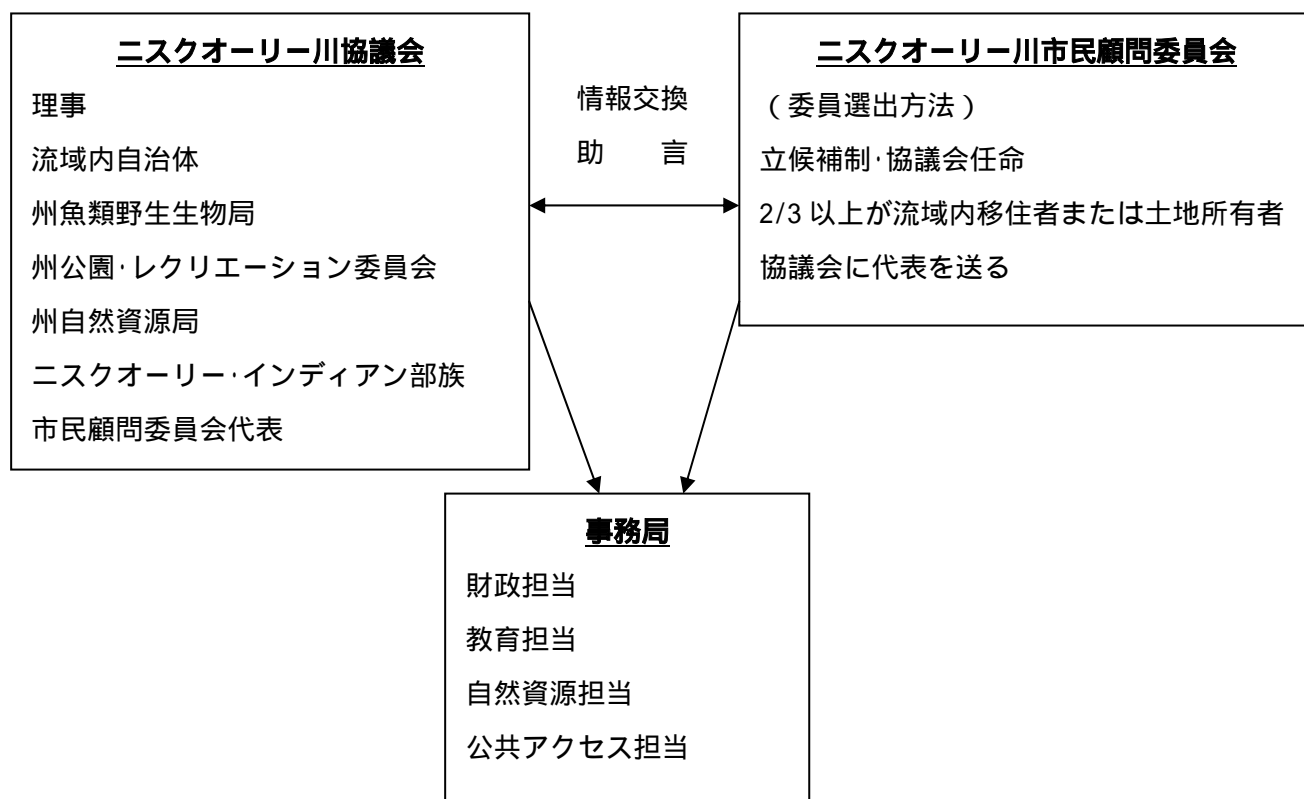 ニスクオーリー川協議会
理事
流域内自治体
州魚類野生生物局
州公園・レクリエーション委員会
州自然資源局
ニスクオーリー・インディアン部族
市民顧問委員会代表
情報交換
助　言
ニスクオーリー川市民顧問委員会
（委員選出方法）
立候補制・協議会任命
2/3 以上が流域内移住者または土地所有者
協議会に代表を送る
事務局
財政担当
教育担当
自然資源担当
公共アクセス担当